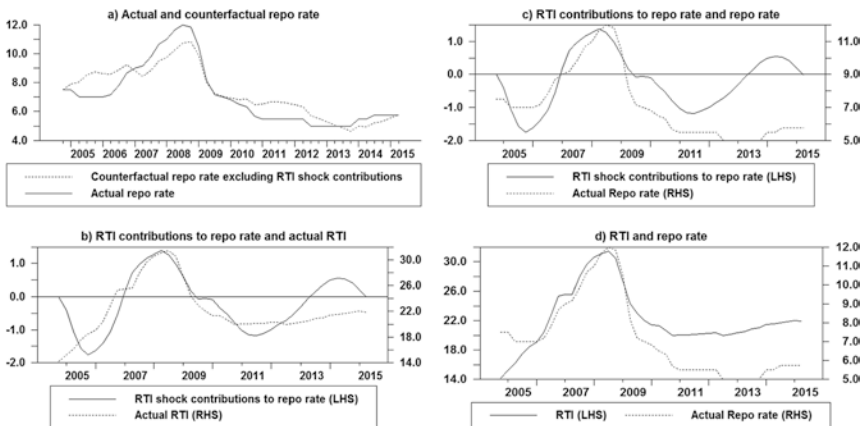 a) Actual and counterfactual repo rate
12.0
10.0
8.0
6.0
4.0
2005 2006 2007 2008 2009 2010 2011 2012 2013 2014 2015
Counterfactual repo rate excluding RTI shock contributions
Actual repo rate
c) RTI contributions to repo rate and repo rate
1.0
0.0
-1.0
-2.0
11.00
9.00
7.00
5.00
2005 2007 2009 2011 2013 2015
RTI shock contributions to repo rate (LHS)
Actual Repo rate (RHS)
b) RTI contributions to repo rate and actual RTI
1.0
0.0
-1.0
-2.0
30.0
26.0
22.0
18.0
14.0
2005 2007 2009 2011 2013 2015
RTI shock contributions to repo rate (LHS)
Actual RTI (RHS)
d) RTI and repo rate
30.0
26.0
22.0
18.0
14.0
12.00
11.00
10.00
9.00
8.00
7.00
6.00
5.00
2005 2007 2009 2011 2013 2015
RTI (LHS) Actual Repo rate (RHS)